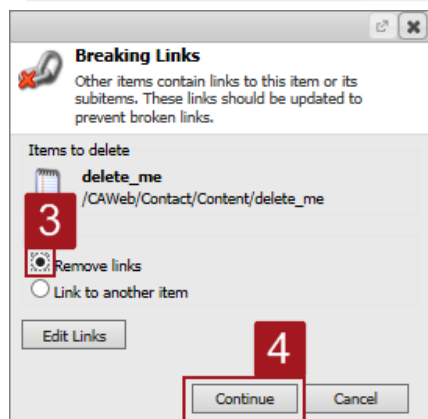 Breaking Links
Other items contain links to this item or its
subitems. These links should be updated to
prevent broken links.
Items to delete
delete_me
/CAWeb/Contact/Content/delete_me
3
Remove links
Link to another item
Edit Links
4
Continue
Cancel